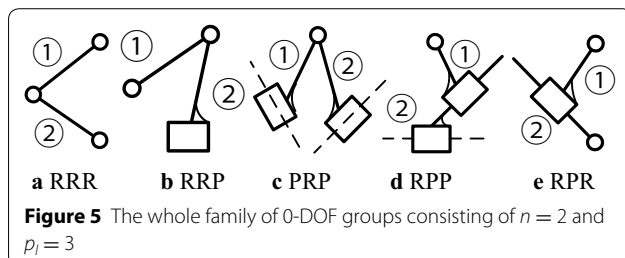 ① ① ① ① ①
② ② ② ② ②
a RRR b RRP c PRP d RPP e RPR
Figure 5 The whole family of 0-DOF groups consisting of n = 2 and
pₗ = 3